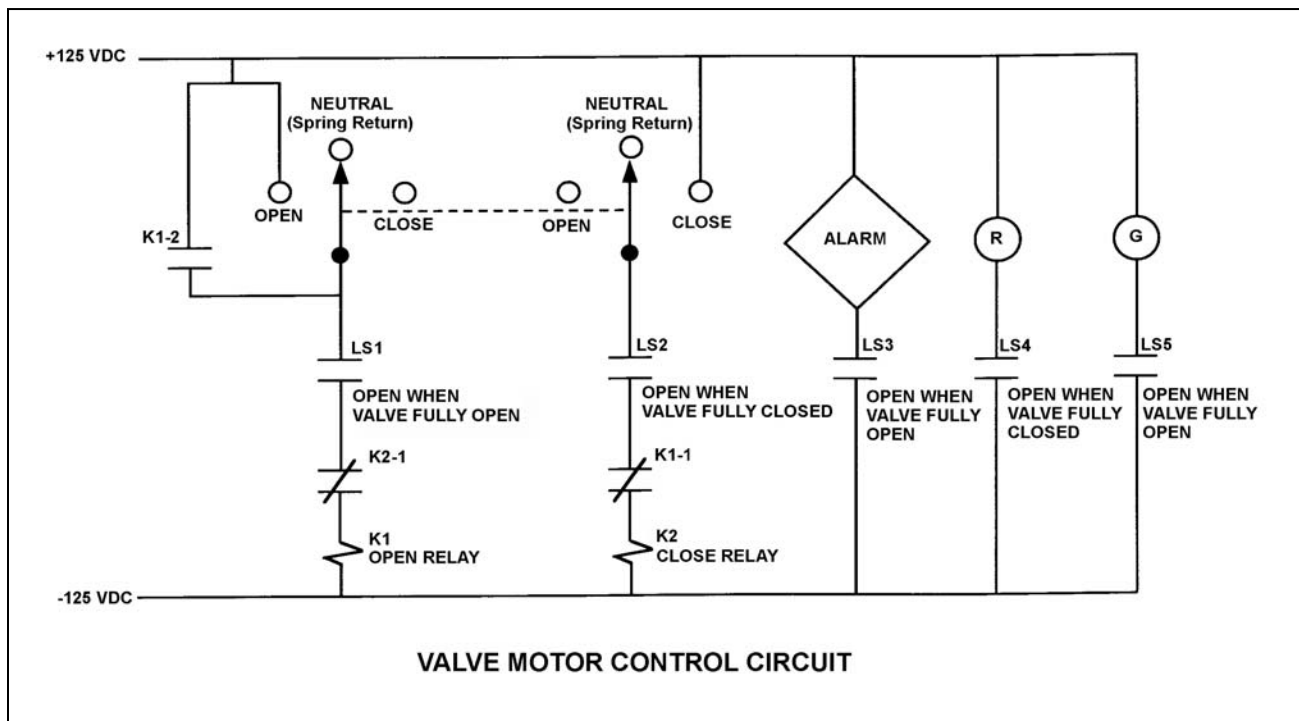 +125 VDC
NEUTRAL
(Spring Return)
NEUTRAL
(Spring Return)
OPEN
CLOSE
OPEN
CLOSE
K1-2
ALARM
R
G
LS1
OPEN WHEN
VALVE FULLY OPEN
LS2
OPEN WHEN
VALVE FULLY CLOSED
LS3
OPEN WHEN
VALVE FULLY
OPEN
LS4
OPEN WHEN
VALVE FULLY
CLOSED
LS5
OPEN WHEN
VALVE FULLY
OPEN
K2-1
K1-1
K1
OPEN RELAY
K2
CLOSE RELAY
-125 VDC
VALVE MOTOR CONTROL CIRCUIT